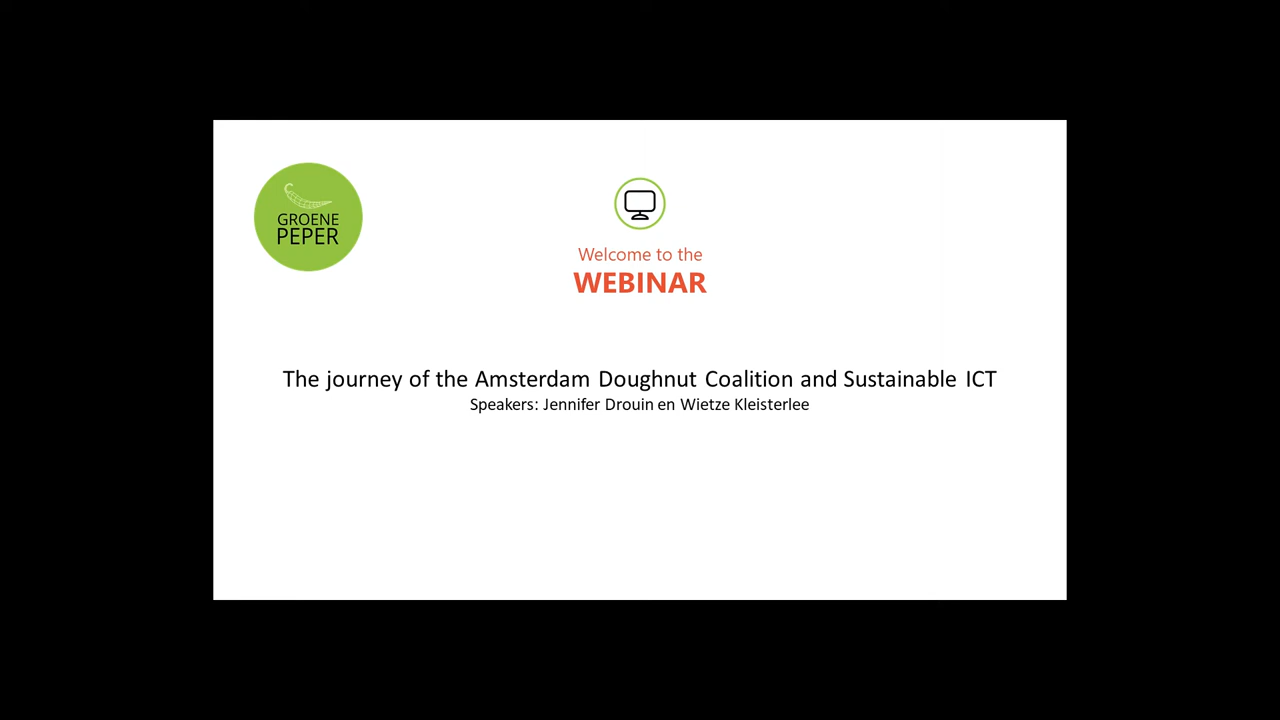 GROENE
PEPER
Welcome to the
WEBINAR
The journey of the Amsterdam Doughnut Coalition and Sustainable ICT
Speakers: Jennifer Drouin en Wietze Kleisterlee